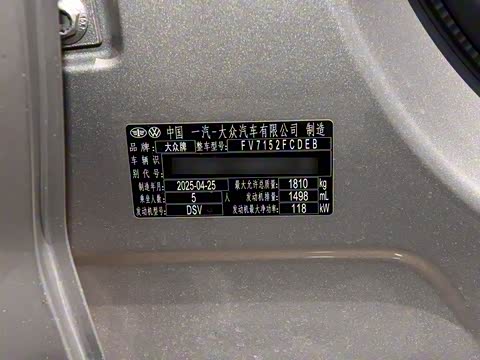 中国 一汽-大众汽车有限公司 制造
品牌 大众牌 整车型号 FV7152FCDEB
车辆识
别代号
制造年月 2025-04-25 最大允许总质量 1810 kg
乘坐人数 5 人 发动机排量 1498 mL
发动机型号 DSV 发动机最大净功率 118 kW